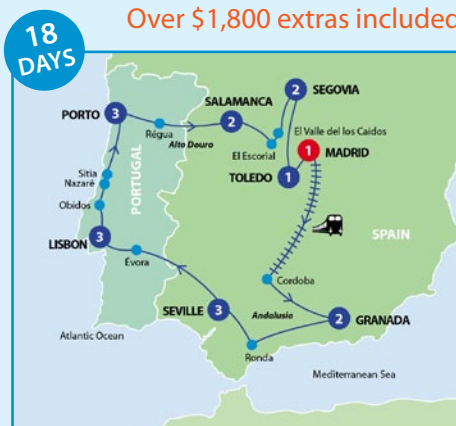 Over $1,800 extras included
18
DAYS
PORTO 3
Régua
Alto Douro
SALAMANCA
2
2 SEGOVIA
El Valle del los Caidos
El Escorial
1 MADRID
TOLEDO 1
Sitia
Nazaré
Obidos
PORTUGAL
LISBON 3
Évora
SPAIN
Cordoba
SEVILLE 3
Andalusia
2 GRANADA
Ronda
Atlantic Ocean
Mediterranean Sea